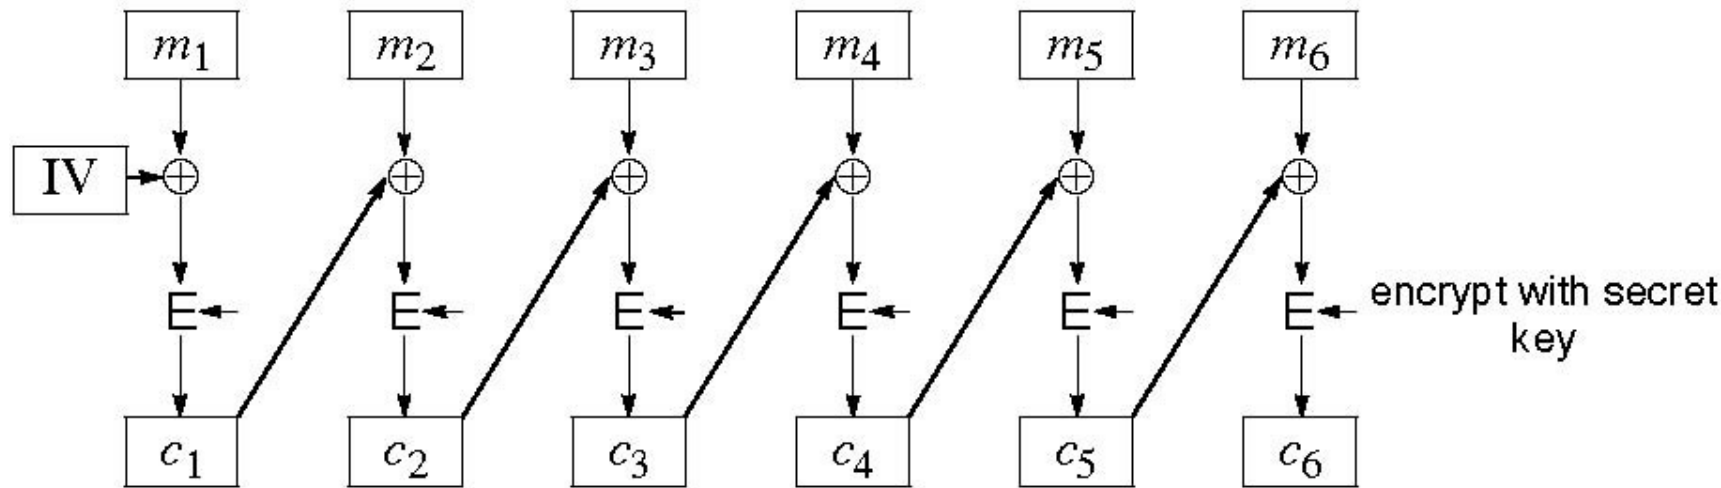 m1 m2 m3 m4 m5 m6
IV
E E E E E E encrypt with secret
key
c1 c2 c3 c4 c5 c6